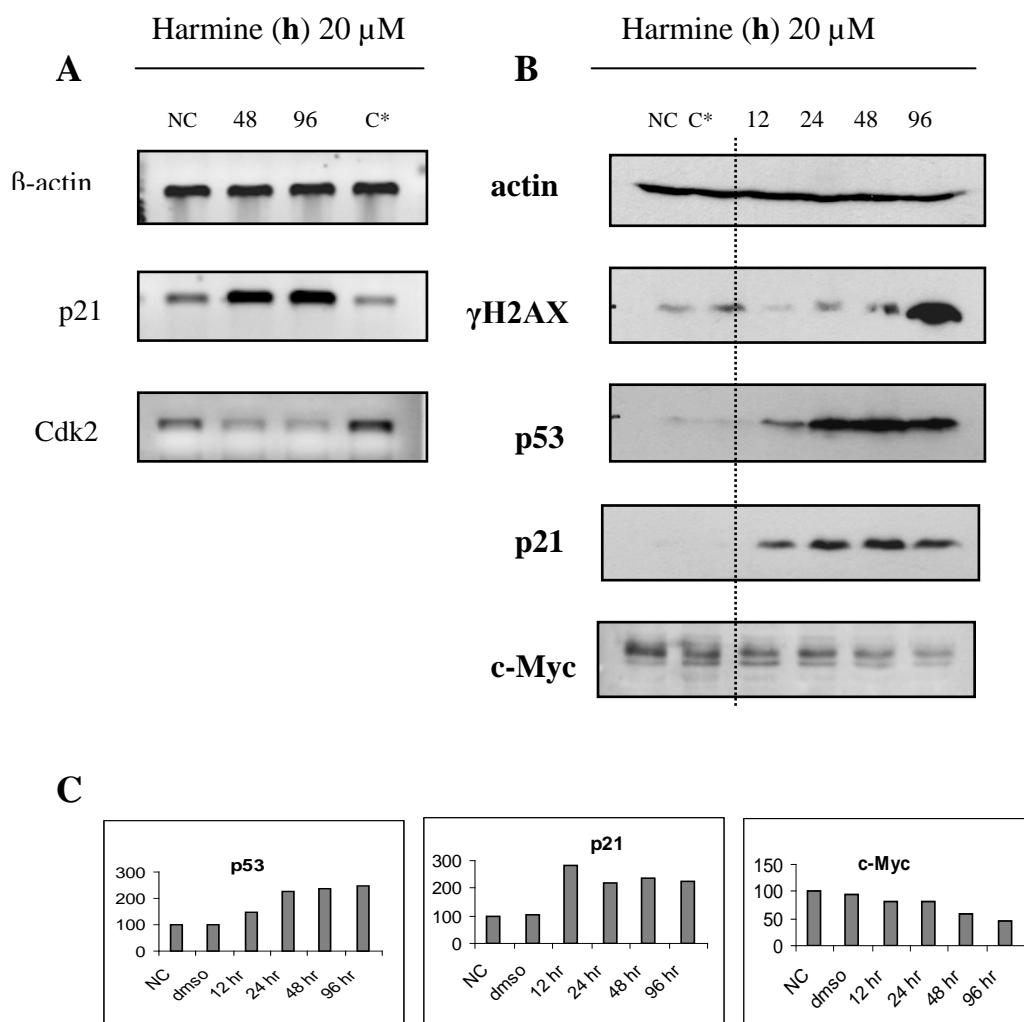 Harmine (h) 20 µM
A
NC 48 96 C*
ß-actin
p21
Cdk2
Harmine (h) 20 µM
B
NC C* 12 24 48 96
actin
γH2AX
p53
p21
c-Myc
C
p53
300
200
100
0
NC dmso 12 hr 24 hr 48 hr 96 hr
p21
300
200
100
0
NC dmso 12 hr 24 hr 48 hr 96 hr
c-Myc
150
100
50
0
NC dmso 12 hr 24 hr 48 hr 96 hr